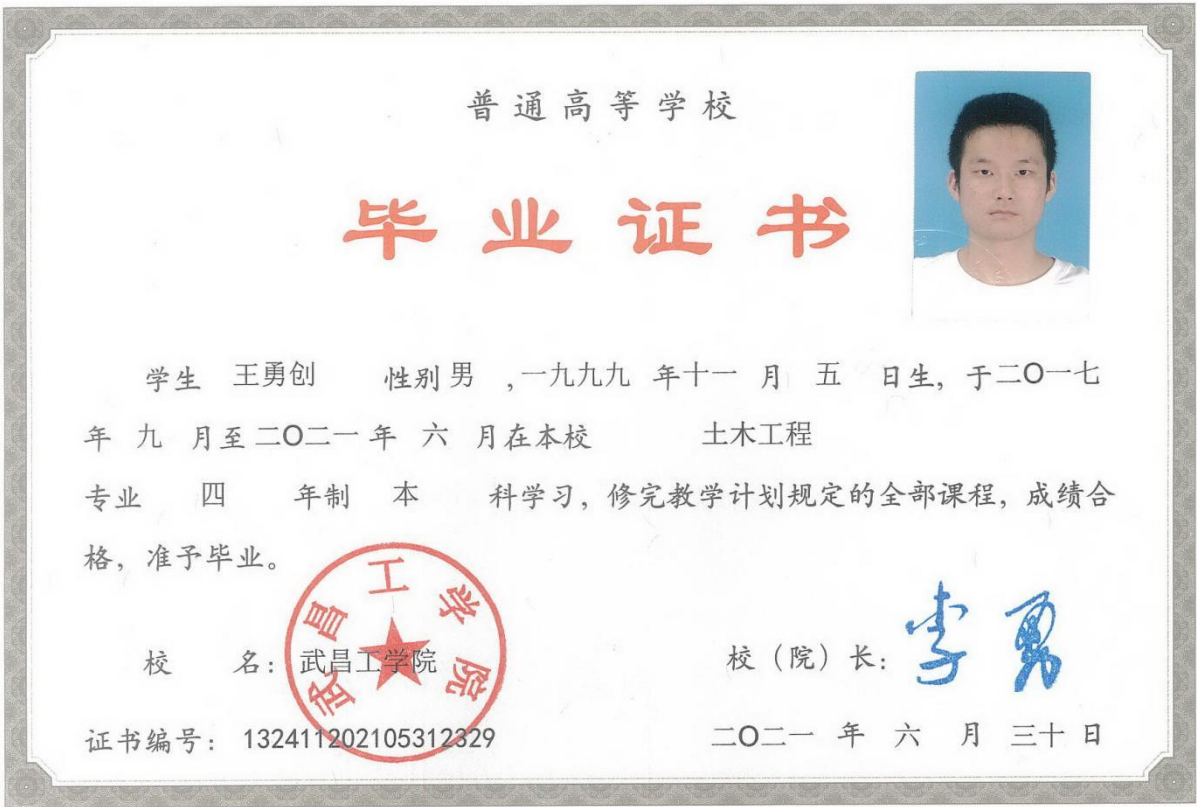 普通高等学校
毕业证书
学生 王勇创 性别 男 ,一九九九 年十一 月 五 日生，于二〇一七
年 九 月至二〇二一 年 六 月在本校 土木工程
专业 四 年制 本 科学习，修完教学计划规定的全部课程，成绩合
格，准予毕业。
武昌工学院
校 名：武昌工学院 校（院）长：李勇
证书编号：132411202105312329 二〇二一 年 六 月 三十 日